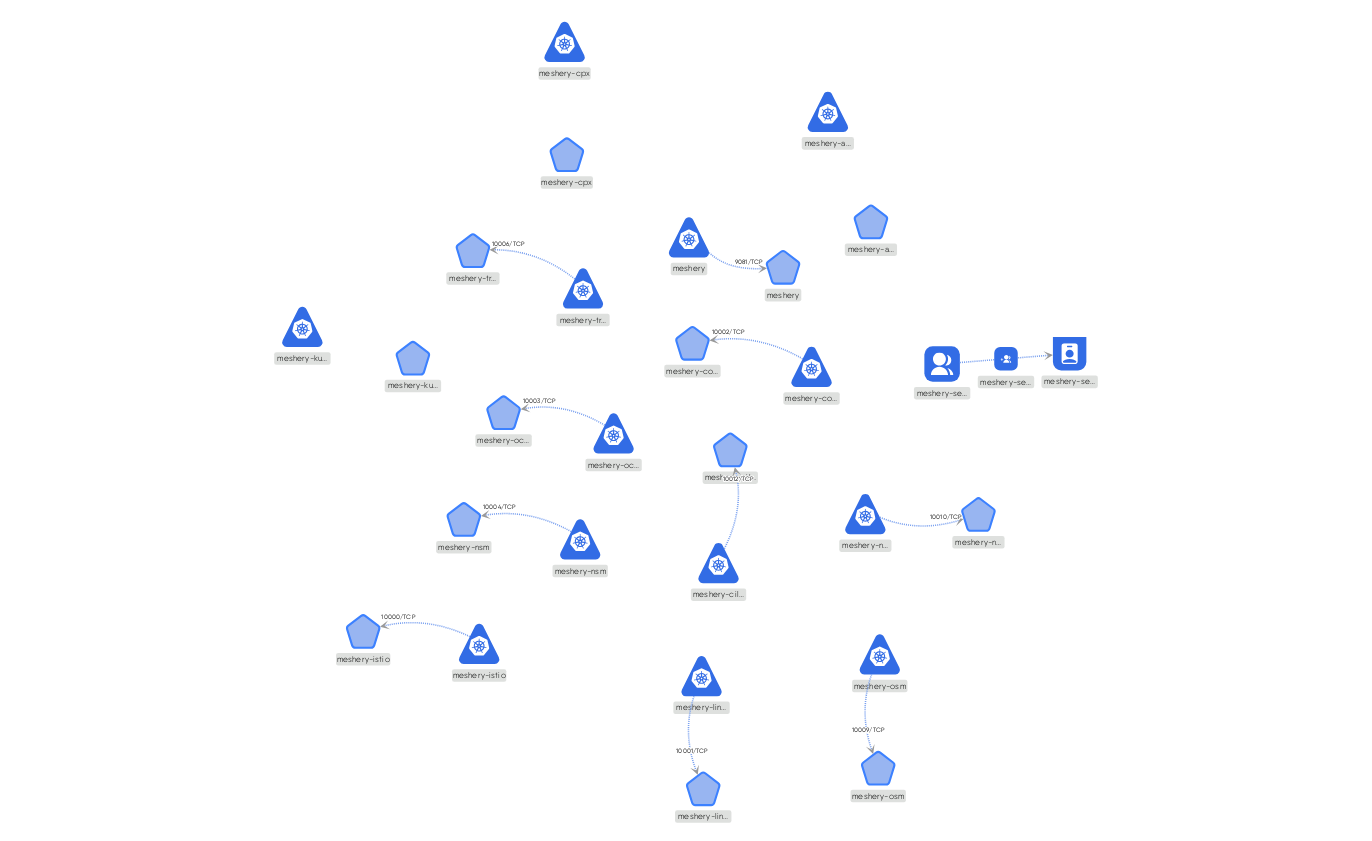 meshery-cpx
meshery-a...
meshery-cpx
meshery-a...
10006/TCP
meshery-tr...
meshery
9081/TCP
meshery
meshery-tr...
meshery-ku...
meshery-ku...
10002/TCP
meshery-co...
meshery-co...
meshery-se...
meshery-se...
meshery-se...
10003/TCP
meshery-oc...
meshery-oc...
10012/TCP
10004/TCP
meshery-nsm
meshery-nsm
meshery-cil...
10010/TCP
meshery-n...
meshery-n...
10000/TCP
meshery-istio
meshery-istio
meshery-lin...
10001/TCP
meshery-lin...
meshery-osm
10009/TCP
meshery-osm